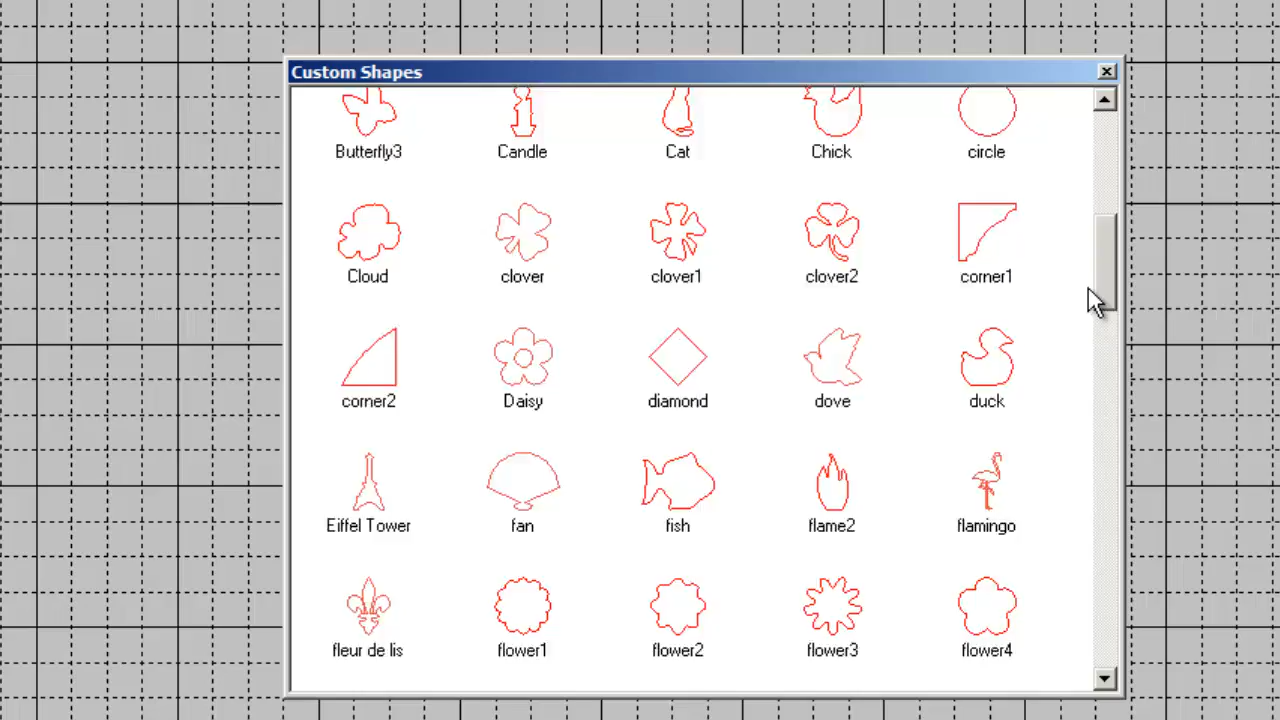 Custom Shapes
Butterfly3 Candle Cat Chick circle
Cloud clover clover1 clover2 corner1
corner2 Daisy diamond dove duck
Eiffel Tower fan fish flame2 flamingo
fleur de lis flower1 flower2 flower3 flower4